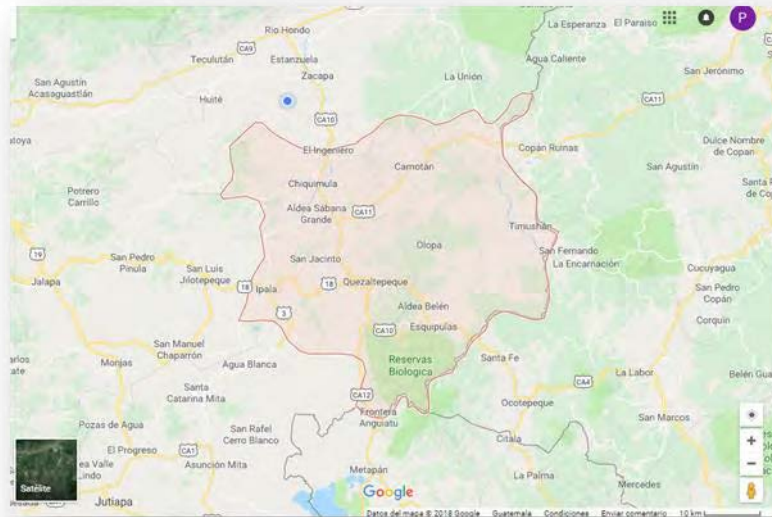 La Esperanza
El Paraiso
P
Rio Hondo
CA9
Teculután
Estanzuela
Agua Caliente
Zacapa
La Unión
San Jerónimo
San Agustín
Acasaguastlán
Huité
CA11
CA10
El Ingeniero
Copán Ruinas
Dulce Nombre
de Copan
Camotán
San Agustín
Chiquimula
Potrero
Carrillo
Aldea Sabana
Grande
CA11
Timushán
Olopa
19
San Pedro
Pinula
San Jacinto
San Fernando
La Encarnación
San Luis
Jilotepeque
Cucuyagua
Jalapa
18
Ipala
18
Quezaltepeque
San Pedro
Copán
Aldea Belén
3
Corquín
CA10
Esquipulas
San Manuel
Chaparrón
Monjas
Agua Blanca
Reservas
Biologica
Santa Fe
La Labor
CA4
Santa
Catarina Mita
CA12
Ocotepeque
Frontera
Anguiatu
San Marcos
Pozas de Agua
San Rafel
Cerro Blanco
Citalá
El Progreso
CA1
Metapán
Asunción Mita
La Palma
Mercedes
Satélite
Jutiapa
Google
Datos del mapa © 2018 Google Guatemala Condiciones Enviar comentario 10 km